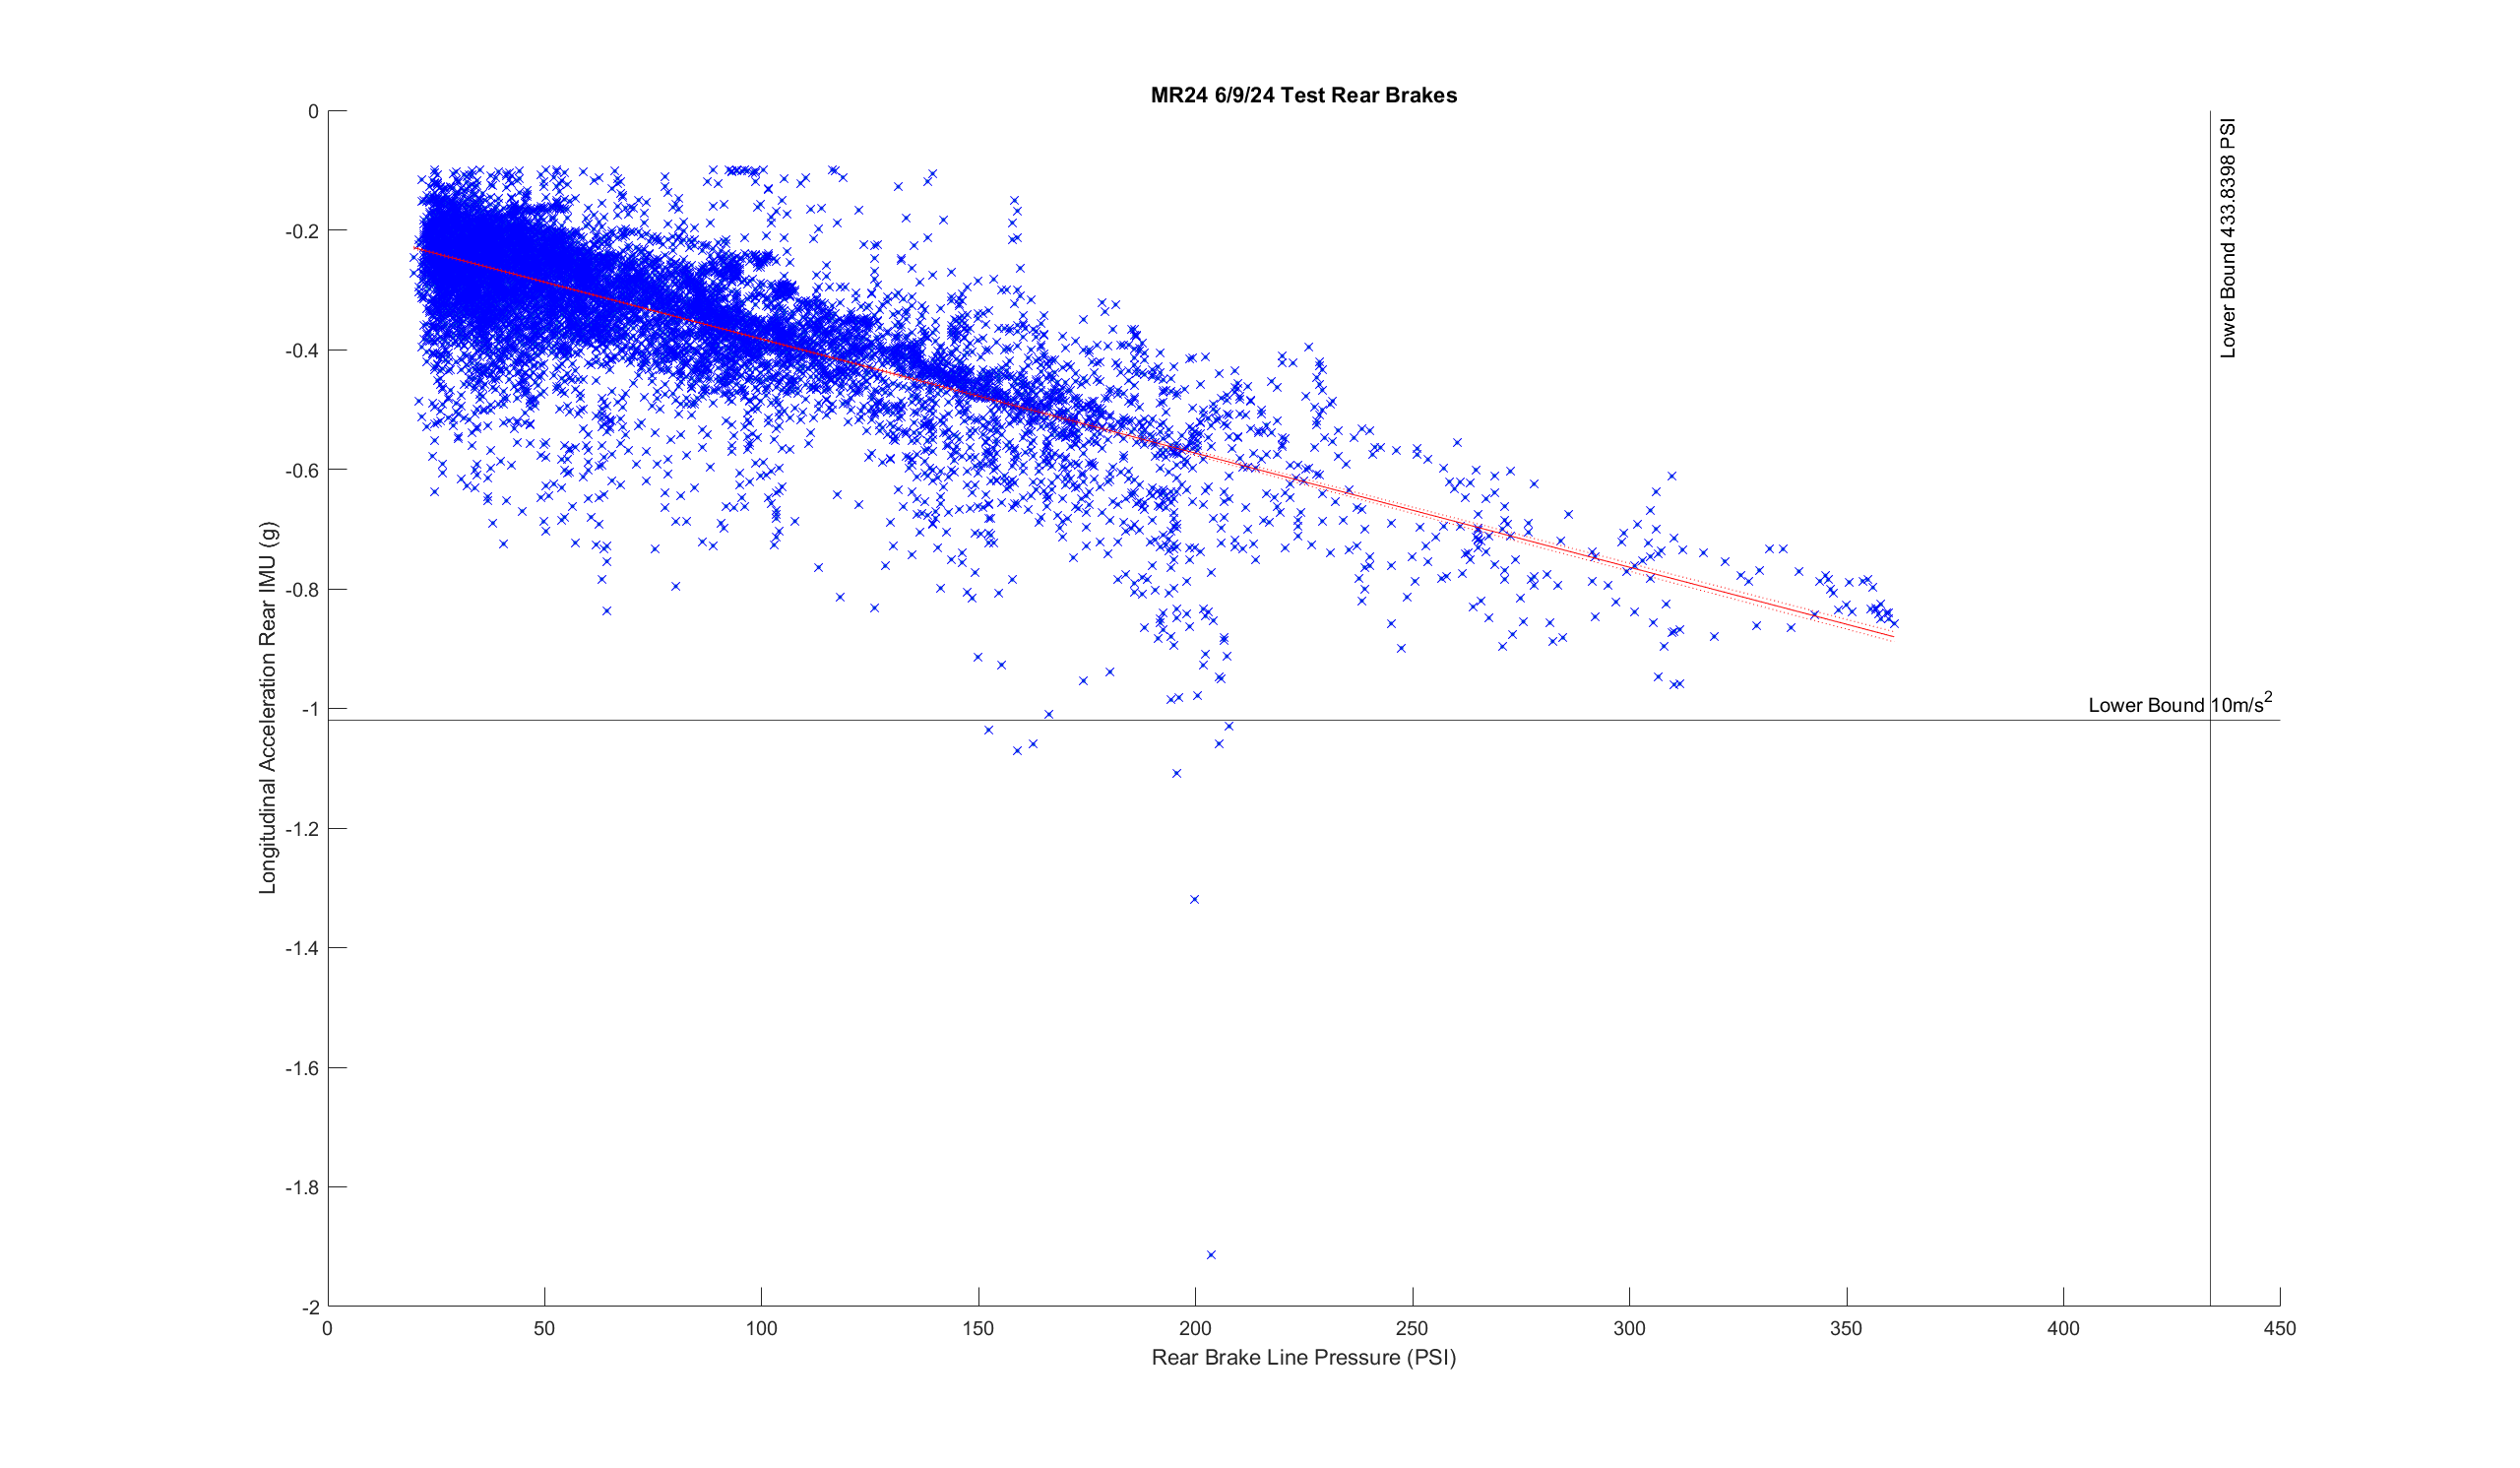 MR24 6/9/24 Test Rear Brakes
0
-0.2
-0.4
-0.6
-0.8
-1
-1.2
-1.4
-1.6
-1.8
-2
Longitudinal Acceleration Rear IMU (g)
Lower Bound 433.8398 PSI
Lower Bound 10m/s²
0 50 100 150 200 250 300 350 400 450
Rear Brake Line Pressure (PSI)